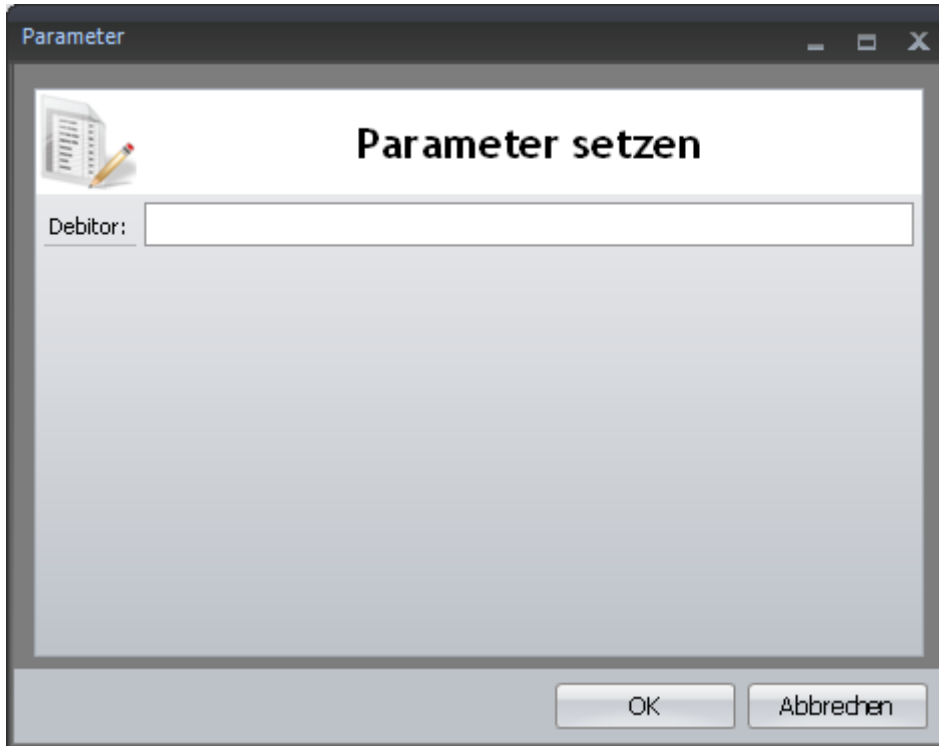 Parameter
Parameter setzen
Debitor:
OK
Abbrechen